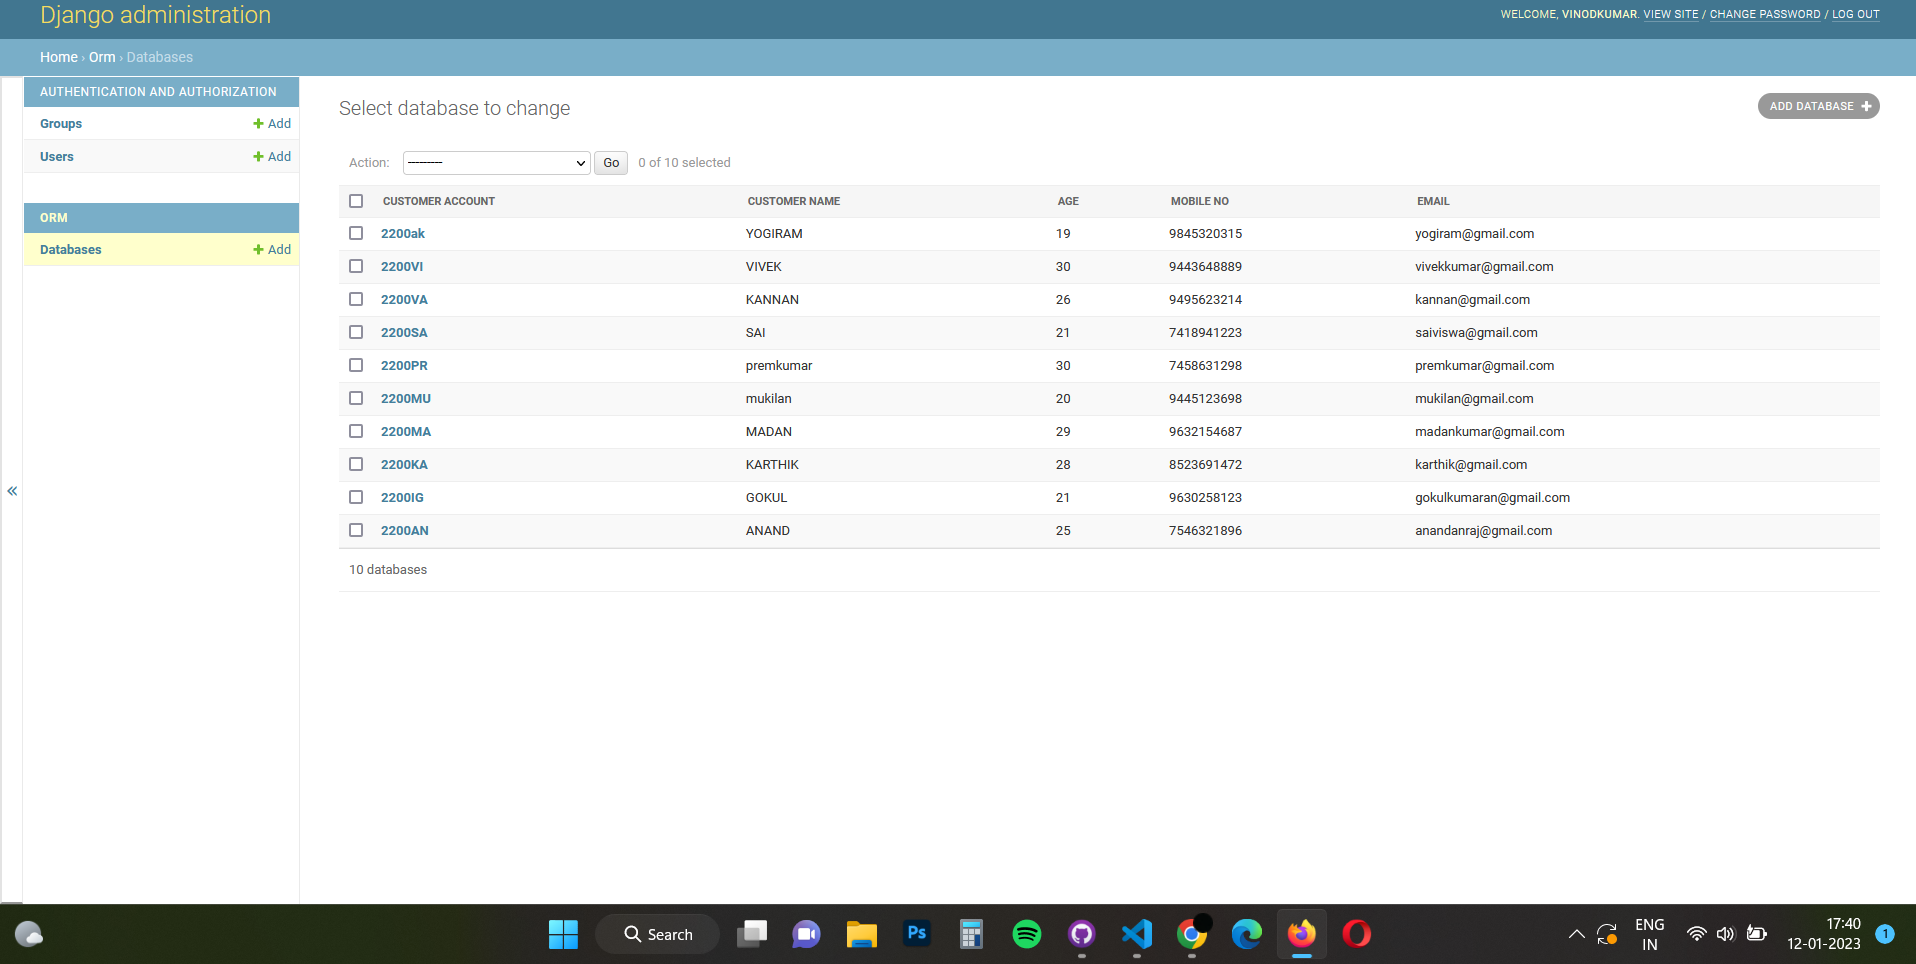 Django administration
WELCOME, VINODKUMAR. VIEW SITE / CHANGE PASSWORD / LOG OUT
Home › Orm › Databases
AUTHENTICATION AND AUTHORIZATION
Groups + Add
Users + Add
ORM
Databases + Add
«
Select database to change
ADD DATABASE +
Action: --------- Go 0 of 10 selected
CUSTOMER ACCOUNT CUSTOMER NAME AGE MOBILE NO EMAIL
2200ak YOGIRAM 19 9845320315 yogiram@gmail.com
2200VI VIVEK 30 9443648889 vivekkumar@gmail.com
2200VA KANNAN 26 9495623214 kannan@gmail.com
2200SA SAI 21 7418941223 saiviswa@gmail.com
2200PR premkumar 30 7458631298 premkumar@gmail.com
2200MU mukilan 20 9445123698 mukilan@gmail.com
2200MA MADAN 29 9632154687 madankumar@gmail.com
2200KA KARTHIK 28 8523691472 karthik@gmail.com
2200IG GOKUL 21 9630258123 gokulkumaran@gmail.com
2200AN ANAND 25 7546321896 anandanraj@gmail.com
10 databases
Search
Ps
ENG
IN
17:40
12-01-2023
1